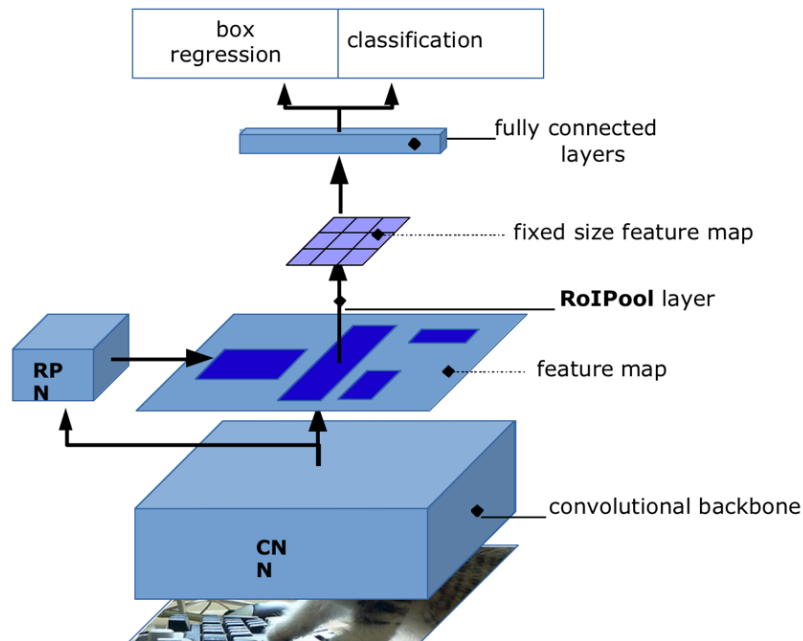 box
regression
classification
fully connected
layers
fixed size feature map
RoIPool layer
RP
N
feature map
convolutional backbone
CN
N